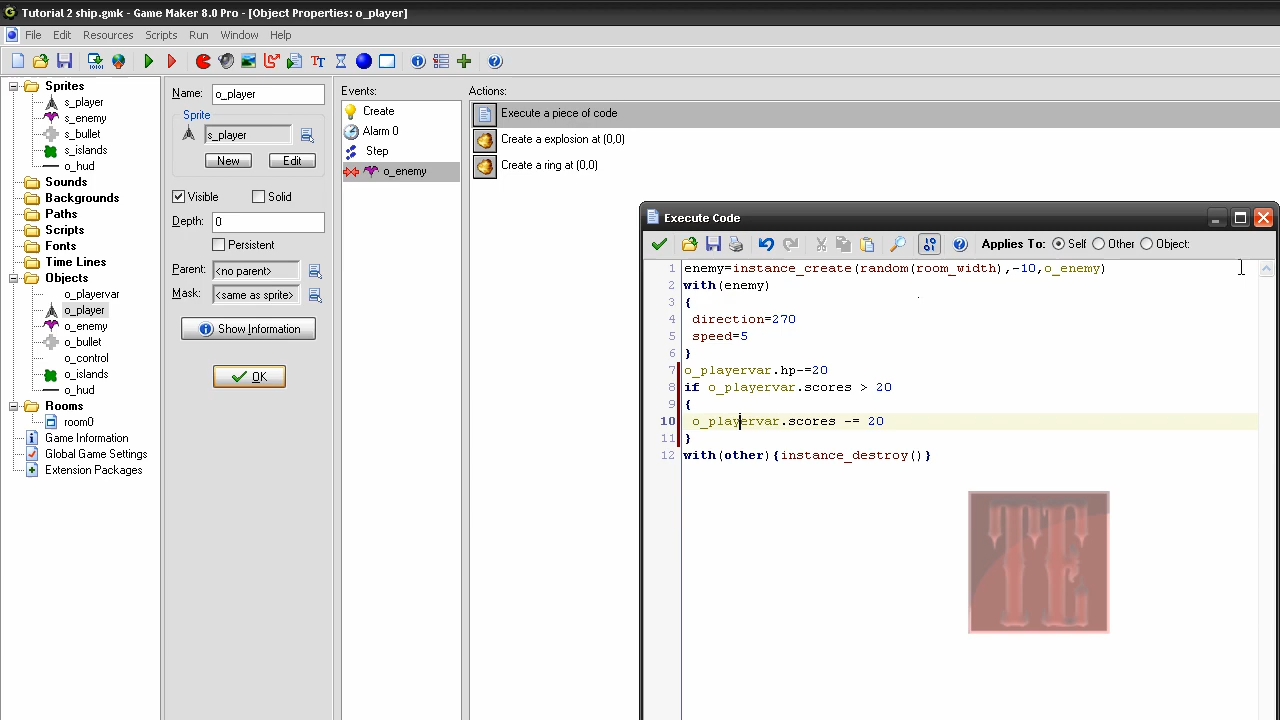 Tutorial 2 ship.gmk - Game Maker 8.0 Pro - [Object Properties: o_player]
File Edit Resources Scripts Run Window Help
Sprites
s_player
s_enemy
s_bullet
s_islands
o_hud
Sounds
Backgrounds
Paths
Scripts
Fonts
Time Lines
Objects
o_playervar
o_player
o_enemy
o_bullet
o_control
o_islands
o_hud
Rooms
room0
Game Information
Global Game Settings
Extension Packages
Name: o_player
Sprite
s_player
New Edit
Visible Solid
Depth: 0
Persistent
Parent: <no parent>
Mask: <same as sprite>
Show Information
OK
Events:
Create
Alarm 0
Step
o_enemy
Actions:
Execute a piece of code
Create a explosion at (0,0)
Create a ring at (0,0)
Execute Code
Applies To: Self Other Object:
1 enemy=instance_create(random(room_width),-10,o_enemy)
2 with(enemy)
3 {
4 direction=270
5 speed=5
6 }
7 o_playervar.hp-=20
8 if o_playervar.scores > 20
9 {
10 o_playervar.scores -= 20
11 }
12 with(other){instance_destroy()}
TE